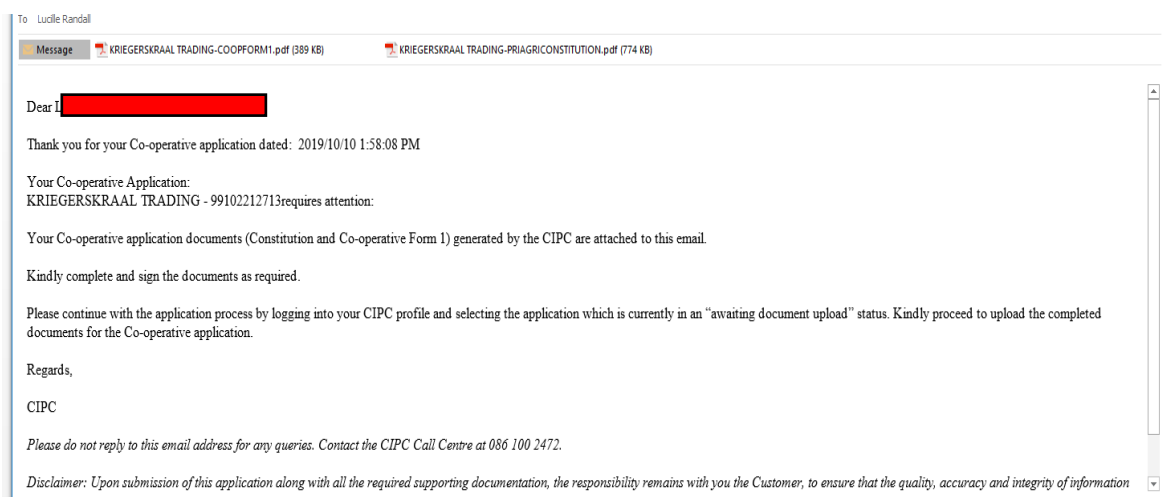 To Lucille Randall
Message KRIEGERSKRAAL TRADING-COOPFORM1.pdf (389 KB) KRIEGERSKRAAL TRADING-PRIAGRICONSTITUTION.pdf (774 KB)
Dear L
Thank you for your Co-operative application dated: 2019/10/10 1:58:08 PM
Your Co-operative Application:
KRIEGERSKRAAL TRADING - 99102212713requires attention:
Your Co-operative application documents (Constitution and Co-operative Form 1) generated by the CIPC are attached to this email.
Kindly complete and sign the documents as required.
Please continue with the application process by logging into your CIPC profile and selecting the application which is currently in an “awaiting document upload” status. Kindly proceed to upload the completed
documents for the Co-operative application.
Regards,
CIPC
Please do not reply to this email address for any queries. Contact the CIPC Call Centre at 086 100 2472.
Disclaimer: Upon submission of this application along with all the required supporting documentation, the responsibility remains with you the Customer, to ensure that the quality, accuracy and integrity of information